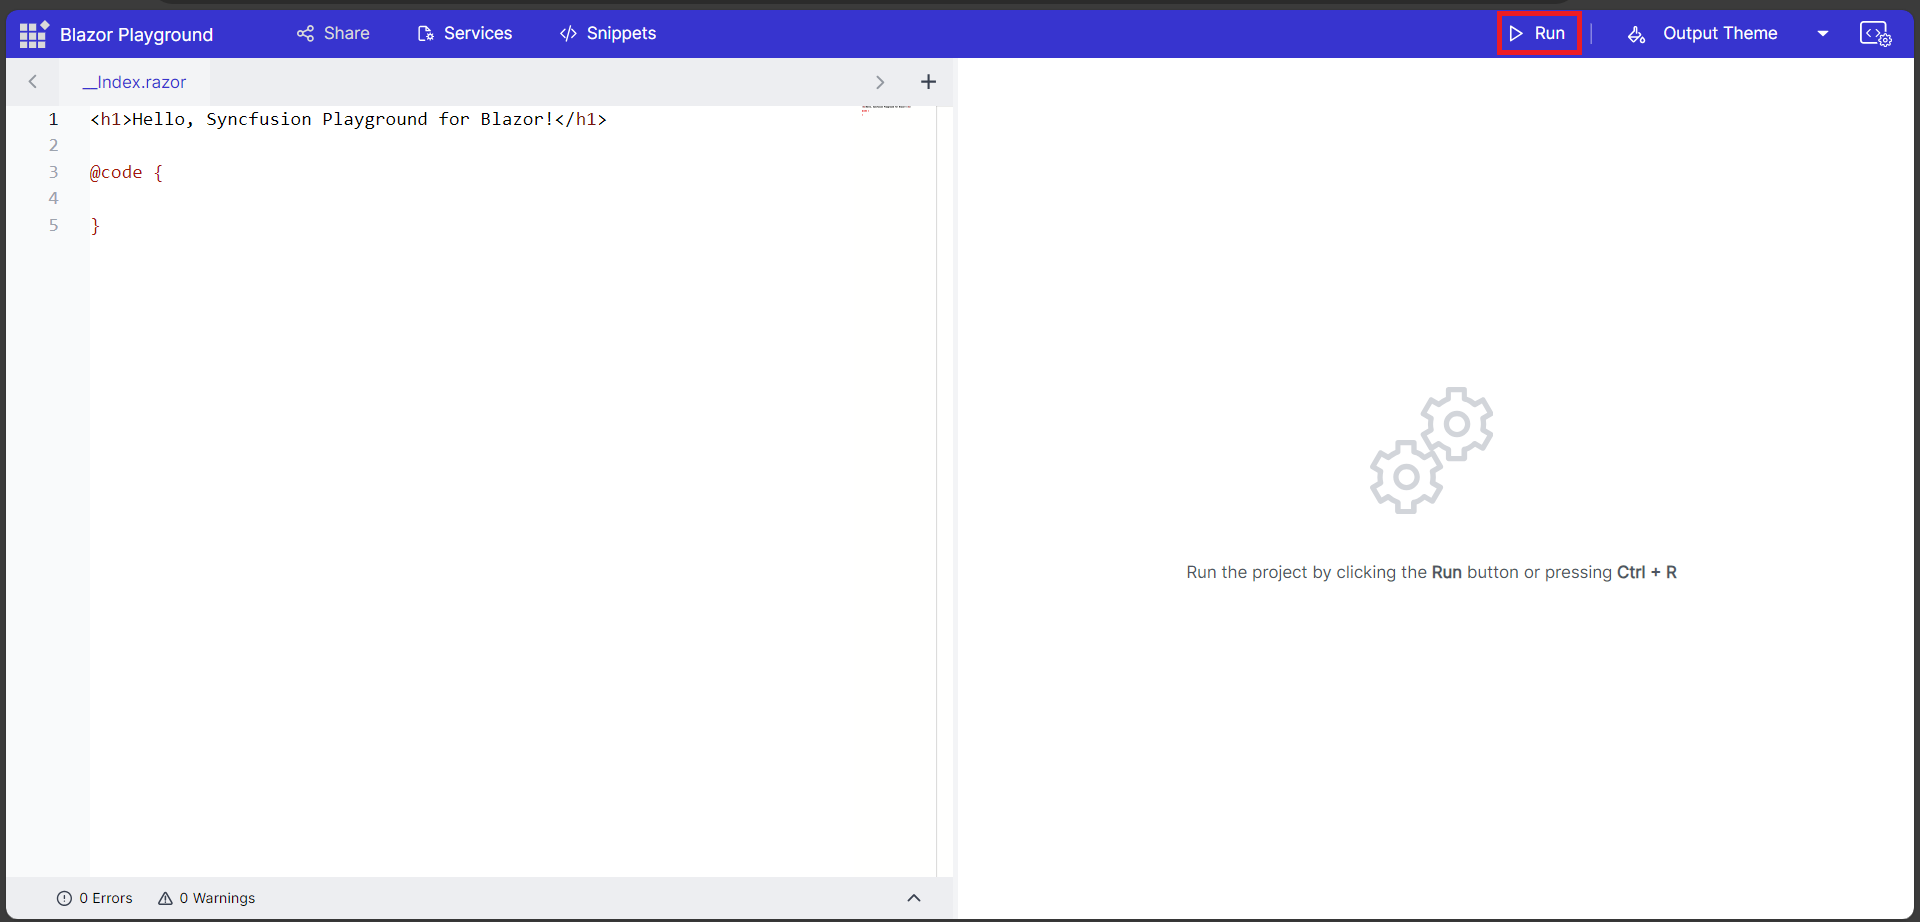 Blazor Playground Share Services Snippets Run Output Theme
__Index.razor
1 <h1>Hello, Syncfusion Playground for Blazor!</h1>
2
3 @code {
4
5 }
Run the project by clicking the Run button or pressing Ctrl + R
0 Errors 0 Warnings